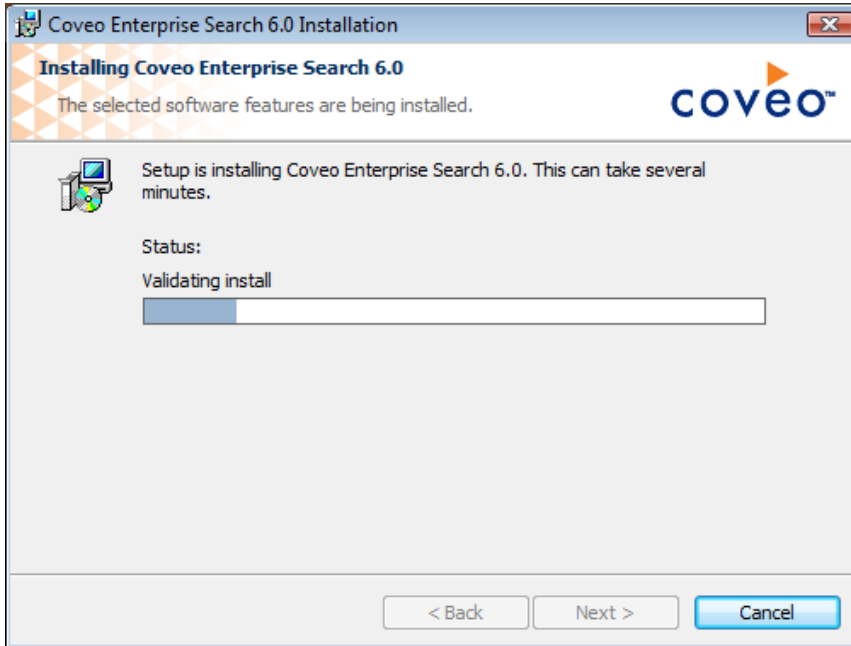 Coveo Enterprise Search 6.0 Installation
Installing Coveo Enterprise Search 6.0
The selected software features are being installed.
coveo™
Setup is installing Coveo Enterprise Search 6.0. This can take several
minutes.
Status:
Validating install
< Back
Next >
Cancel